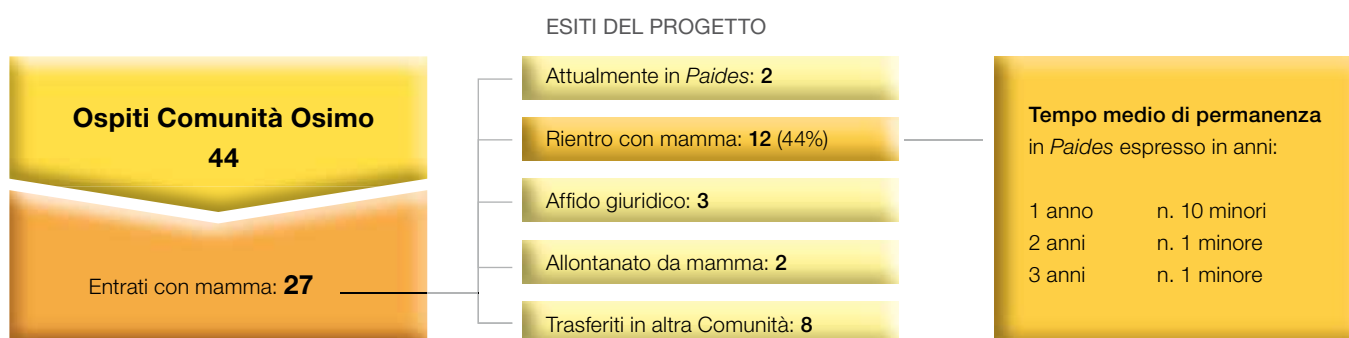 ESITI DEL PROGETTO
Ospiti Comunità Osimo
44
Entrati con mamma: 27
Attualmente in Paides: 2
Rientro con mamma: 12 (44%)
Affido giuridico: 3
Allontanato da mamma: 2
Trasferiti in altra Comunità: 8
Tempo medio di permanenza
in Paides espresso in anni:
1 anno n. 10 minori
2 anni n. 1 minore
3 anni n. 1 minore